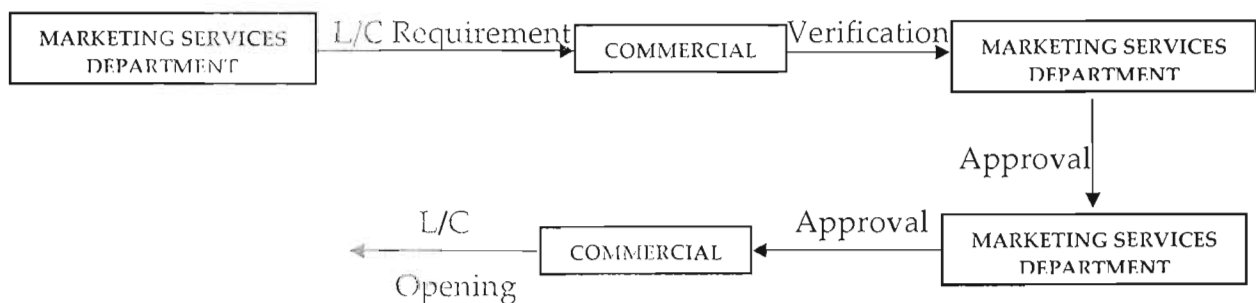 MARKETING SERVICES
DEPARTMENT
L/C Requirement
COMMERCIAL
Verification
MARKETING SERVICES
DEPARTMENT
Approval
MARKETING SERVICES
DEPARTMENT
Approval
COMMERCIAL
L/C
Opening